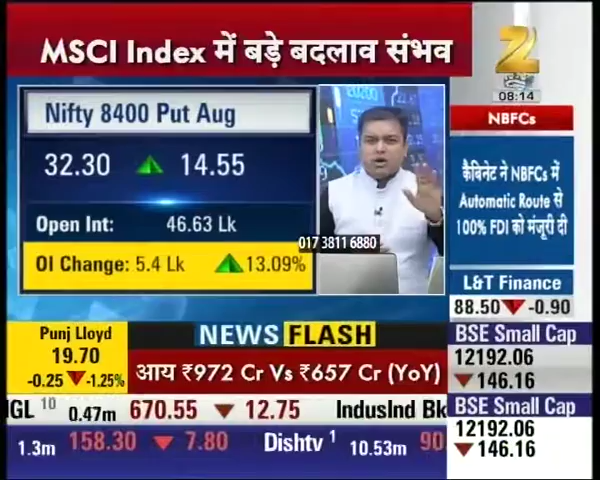 MSCI Index में बड़े बदलाव संभव
Z
08:14
Nifty 8400 Put Aug
32.30 14.55
Open Int: 46.63 Lk
OI Change: 5.4 Lk 13.09%
017 3811 6880
NBFCs
कैबिनेट ने NBFCs में
Automatic Route से
100% FDI को मंजूरी दी
L&T Finance
88.50 -0.90
Punj Lloyd
19.70
-0.25 -1.25%
NEWS FLASH
आय ₹972 Cr Vs ₹657 Cr (YoY)
BSE Small Cap
12192.06
146.16
IGL 10 0.47m 670.55 12.75 IndusInd Bk
1.3m 158.30 7.80 Dishtv 1 10.53m 90
BSE Small Cap
12192.06
146.16